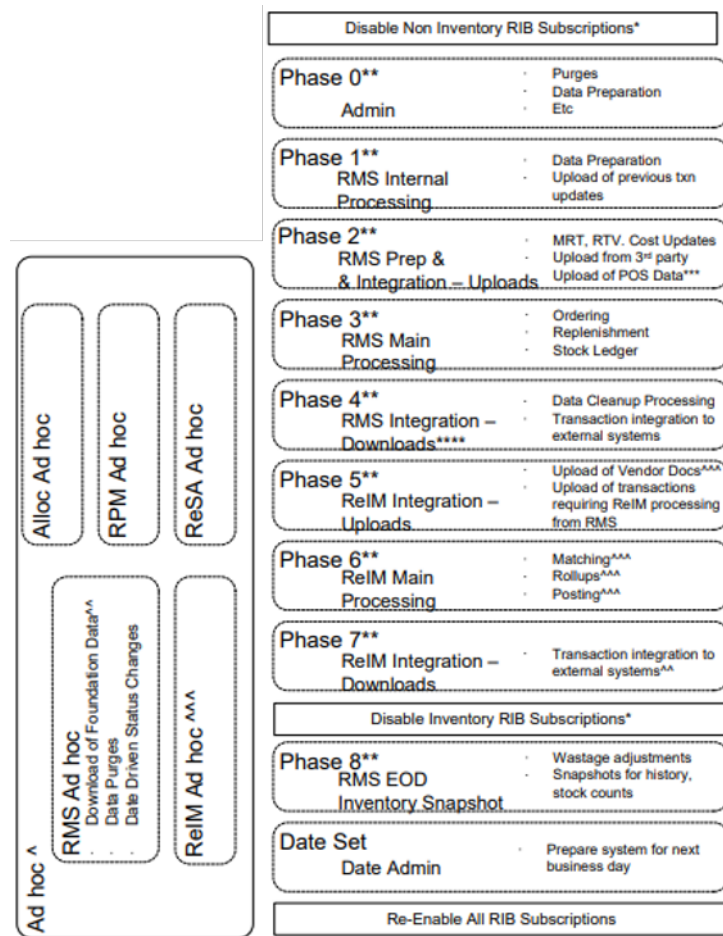 Disable Non Inventory RIB Subscriptions*
Phase 0**
Admin
· Purges
· Data Preparation
· Etc
Phase 1**
RMS Internal
Processing
· Data Preparation
· Upload of previous txn
updates
Phase 2**
RMS Prep &
& Integration – Uploads
· MRT, RTV. Cost Updates
· Upload from 3rd party
· Upload of POS Data***
Phase 3**
RMS Main
Processing
· Ordering
· Replenishment
· Stock Ledger
Phase 4**
RMS Integration –
Downloads****
· Data Cleanup Processing
· Transaction integration to
external systems
Phase 5**
ReIM Integration –
Uploads
· Upload of Vendor Docs^^^
· Upload of transactions
requiring ReIM processing
from RMS
Phase 6**
ReIM Main
Processing
· Matching^^^
· Rollups^^^
· Posting^^^
Phase 7**
ReIM Integration –
Downloads
· Transaction integration to
external systems^^
Disable Inventory RIB Subscriptions*
Phase 8**
RMS EOD
Inventory Snapshot
· Wastage adjustments
· Snapshots for history,
stock counts
Date Set
Date Admin
· Prepare system for next
business day
Re-Enable All RIB Subscriptions
Ad hoc ^
Alloc Ad hoc
RPM Ad hoc
ReSA Ad hoc
RMS Ad hoc
· Download of Foundation Data^^
· Data Purges
· Date Driven Status Changes
ReIM Ad hoc ^^^